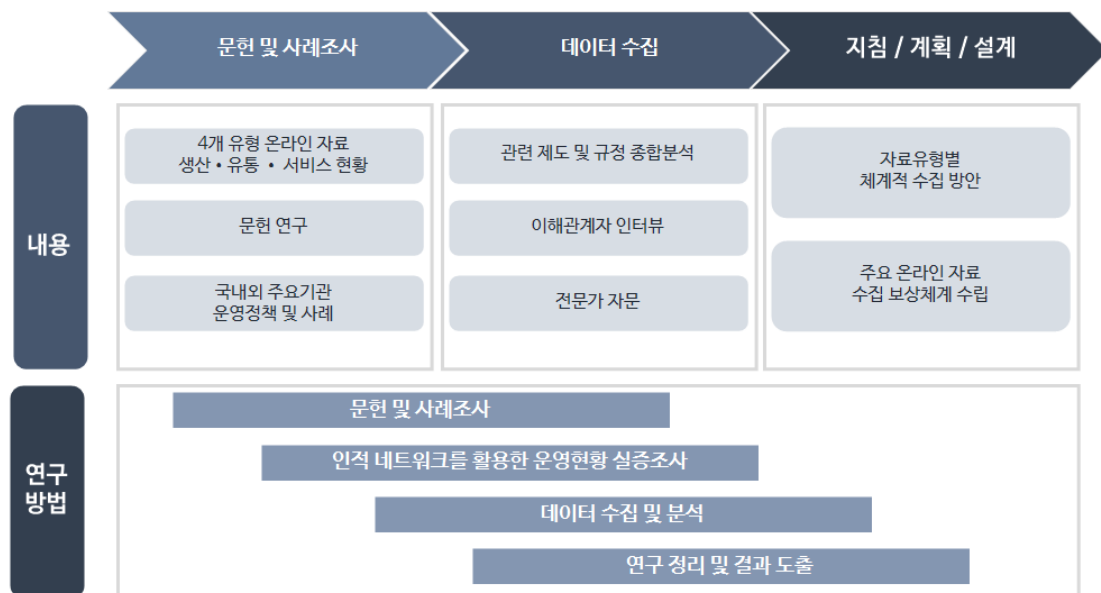 문헌 및 사례조사
데이터 수집
지침 / 계획 / 설계
내용
4개 유형 온라인 자료
생산 • 유통 • 서비스 현황
문헌 연구
국내외 주요기관
운영정책 및 사례
관련 제도 및 규정 종합분석
이해관계자 인터뷰
전문가 자문
자료유형별
체계적 수집 방안
주요 온라인 자료
수집 보상체계 수립
연구
방법
문헌 및 사례조사
인적 네트워크를 활용한 운영현황 실증조사
데이터 수집 및 분석
연구 정리 및 결과 도출